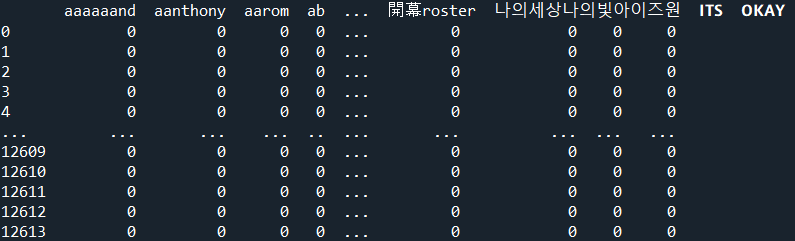 aaaaaand aanthony aarom ab ... 開幕roster 나의세상나의빛아이즈원 𝗜𝗧𝗦 𝗢𝗞𝗔𝗬
0 0 0 0 0 ... 0 0 0 0
1 0 0 0 0 ... 0 0 0 0
2 0 0 0 0 ... 0 0 0 0
3 0 0 0 0 ... 0 0 0 0
4 0 0 0 0 ... 0 0 0 0
... ... ... ... .. ... ... ... ... ...
12609 0 0 0 0 ... 0 0 0 0
12610 0 0 0 0 ... 0 0 0 0
12611 0 0 0 0 ... 0 0 0 0
12612 0 0 0 0 ... 0 0 0 0
12613 0 0 0 0 ... 0 0 0 0